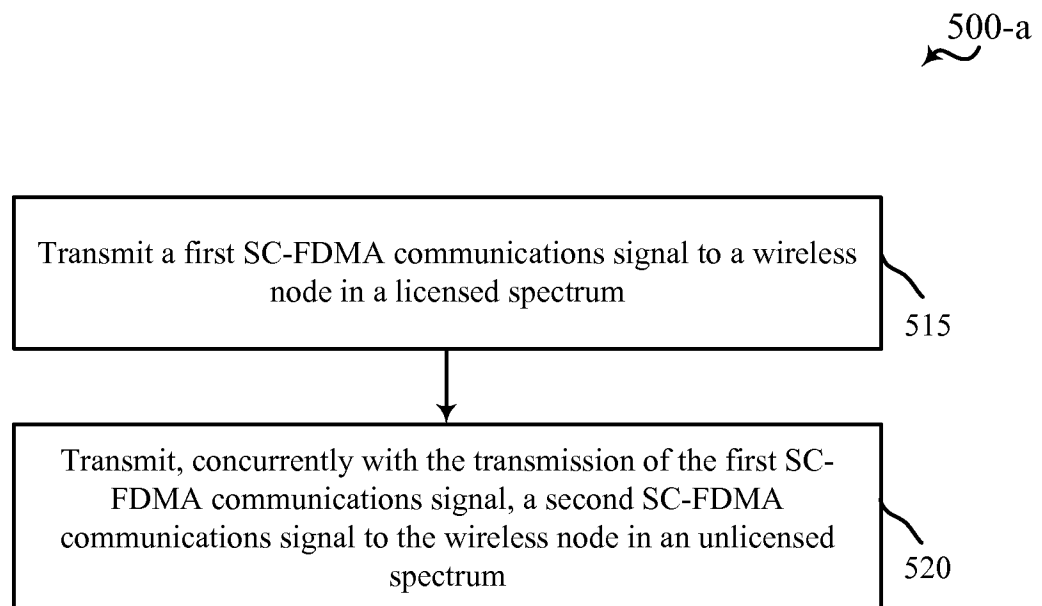 500-a
Transmit a first SC-FDMA communications signal to a wireless
node in a licensed spectrum
515
Transmit, concurrently with the transmission of the first SC-
FDMA communications signal, a second SC-FDMA
communications signal to the wireless node in an unlicensed
spectrum
520